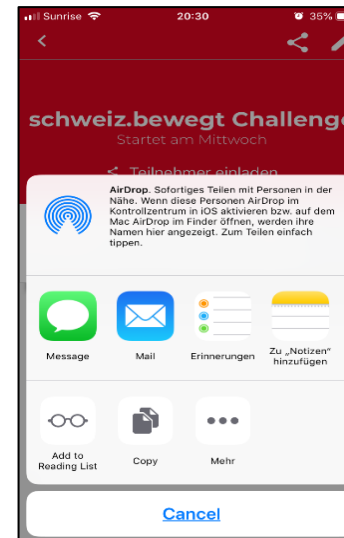 Sunrise 20:30 35%
schweiz.bewegt Challenge
Startet am Mittwoch
Teilnehmer einladen
AirDrop. Sofortiges Teilen mit Personen in der
Nähe. Wenn diese Personen AirDrop im
Kontrollzentrum in iOS aktivieren bzw. auf dem
Mac AirDrop im Finder öffnen, werden ihre
Namen hier angezeigt. Zum Teilen einfach
tippen.
Message Mail Erinnerungen Zu „Notizen“
hinzufügen
Add to
Reading List Copy Mehr
Cancel